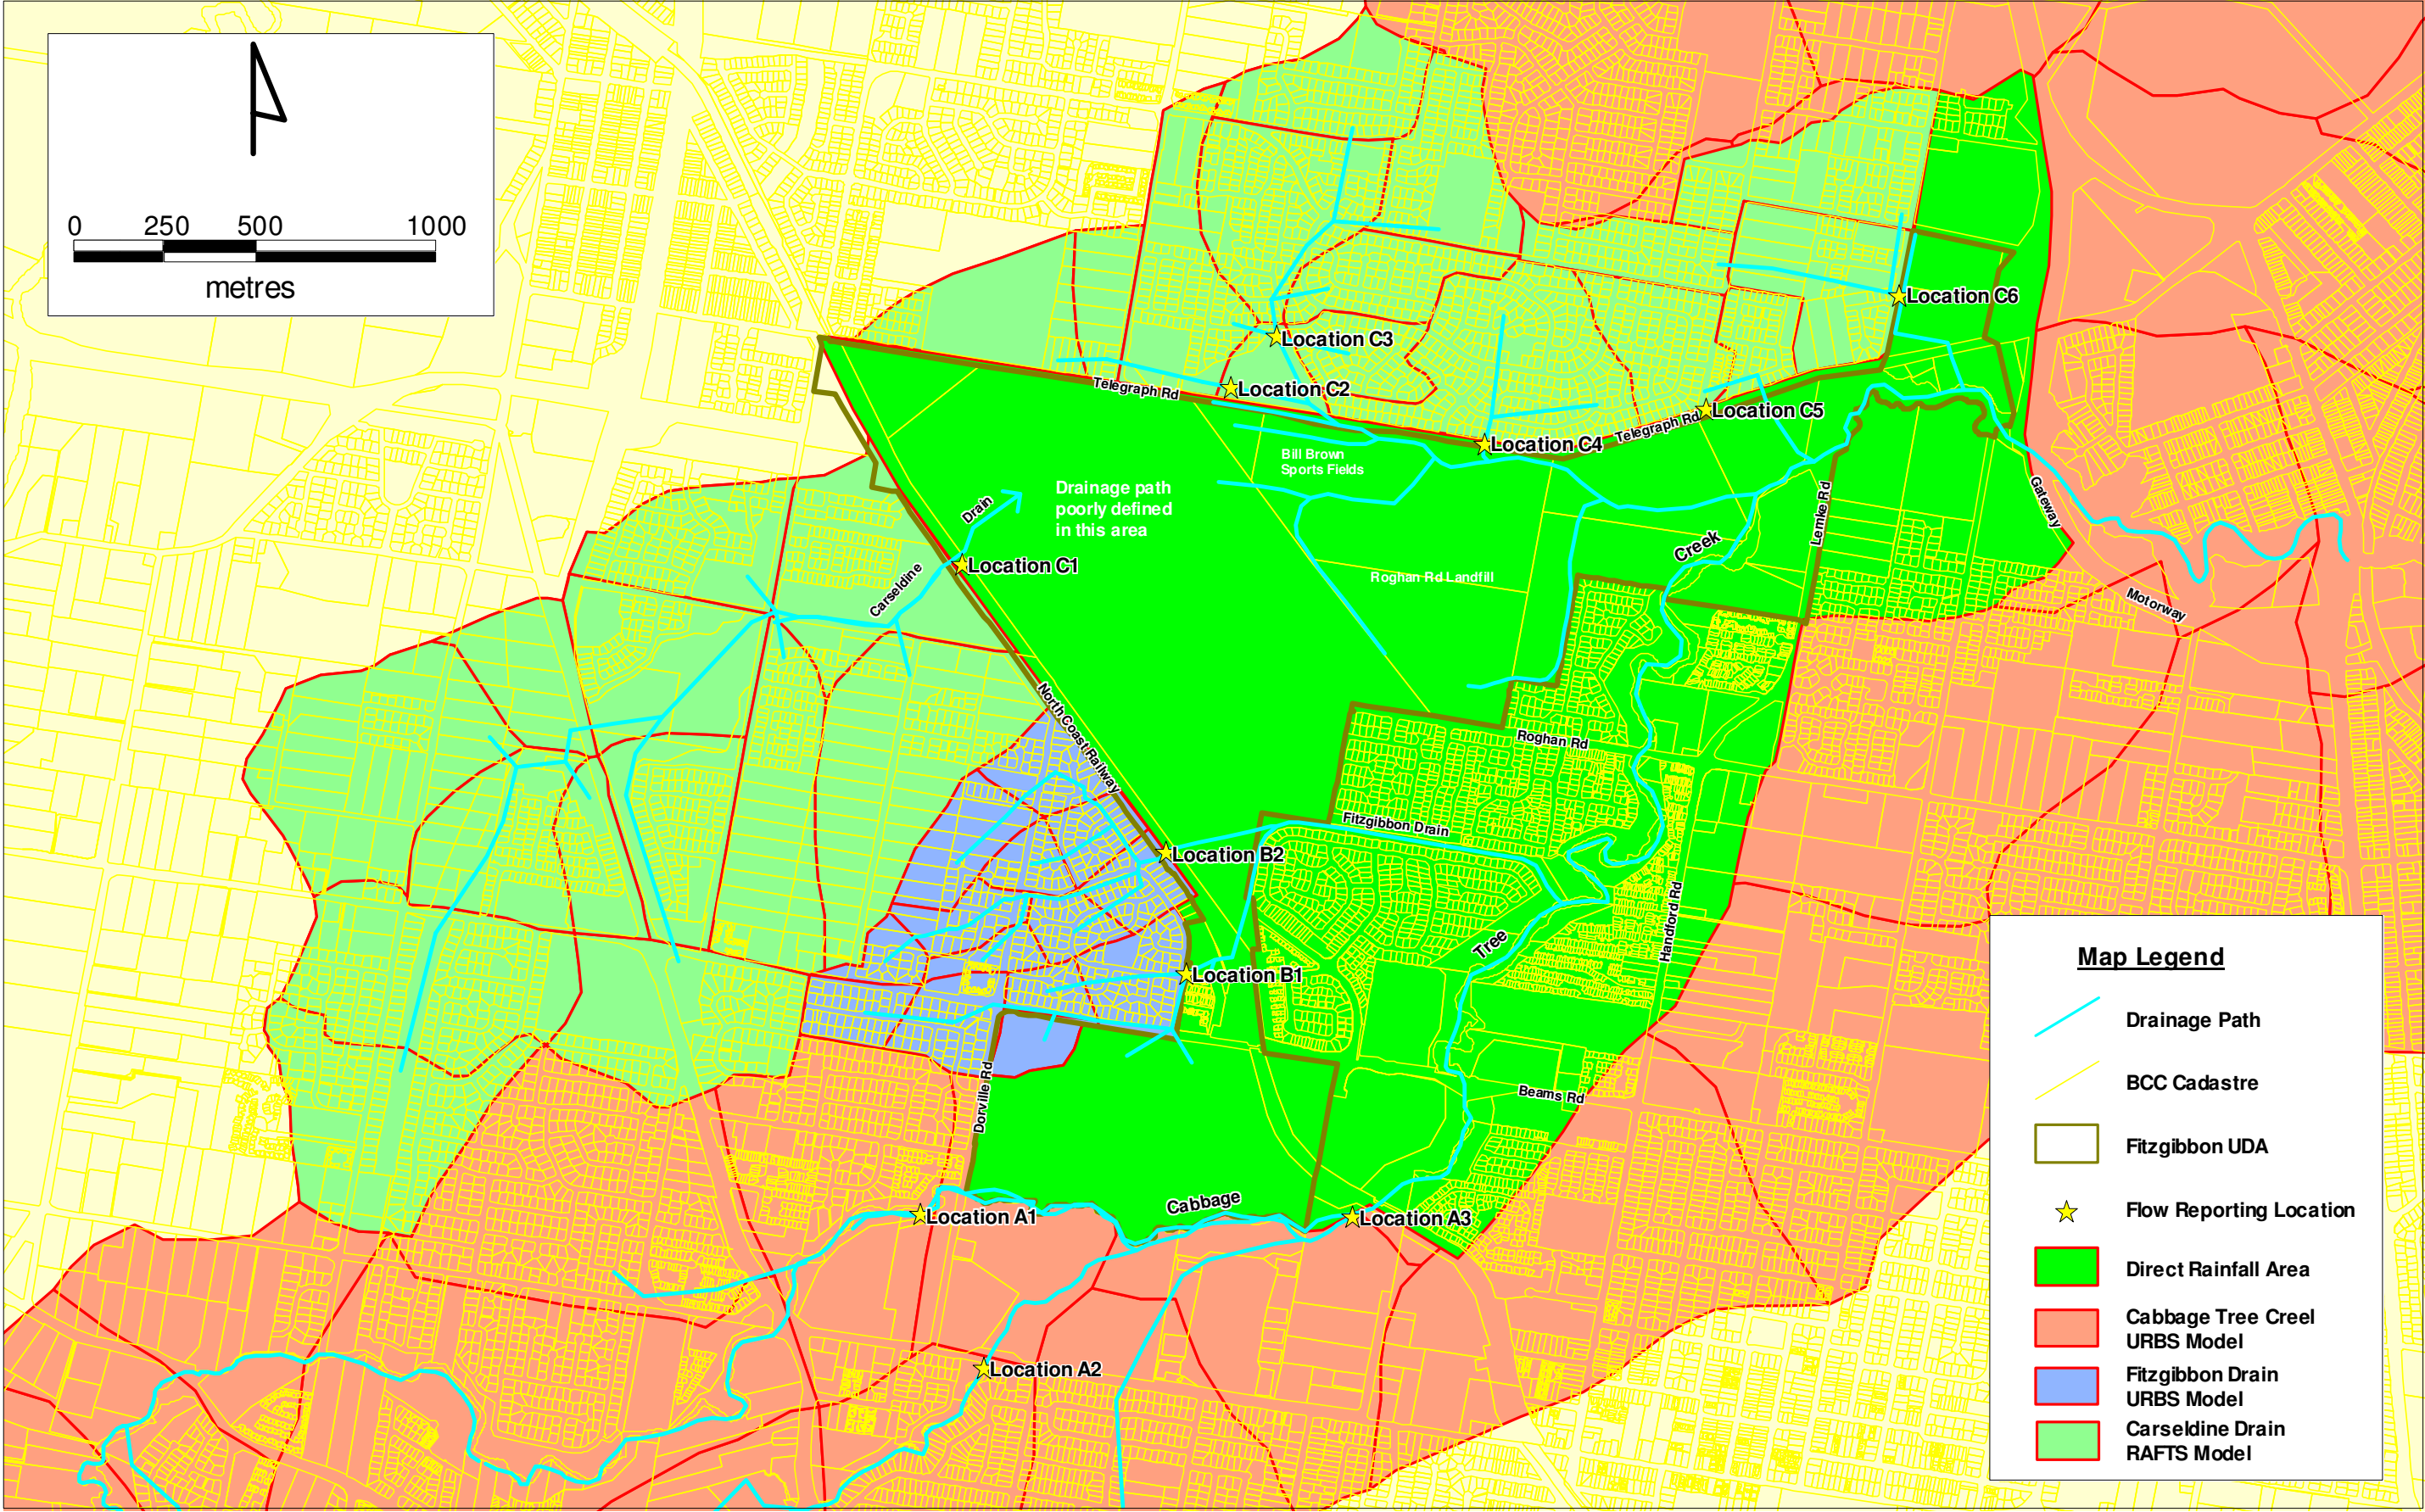 0 250 500 1000
metres
Location C6
Location C3
Location C2
Telegraph Rd
Location C5
Telegraph Rd
Location C4
Bill Brown
Sports Fields
Drainage path
poorly defined
in this area
Drain
Carseldine
Location C1
Creek
Lemke Rd
Gateway
Motorway
Roghan Rd Landfill
North Coast Railway
Roghan Rd
Fitzgibbon Drain
Location B2
Handford Rd
Tree
Location B1
Dorville Rd
Beams Rd
Cabbage
Location A1
Location A3
Location A2
Map Legend
Drainage Path
BCC Cadastre
Fitzgibbon UDA
Flow Reporting Location
Direct Rainfall Area
Cabbage Tree Creel
URBS Model
Fitzgibbon Drain
URBS Model
Carseldine Drain
RAFTS Model